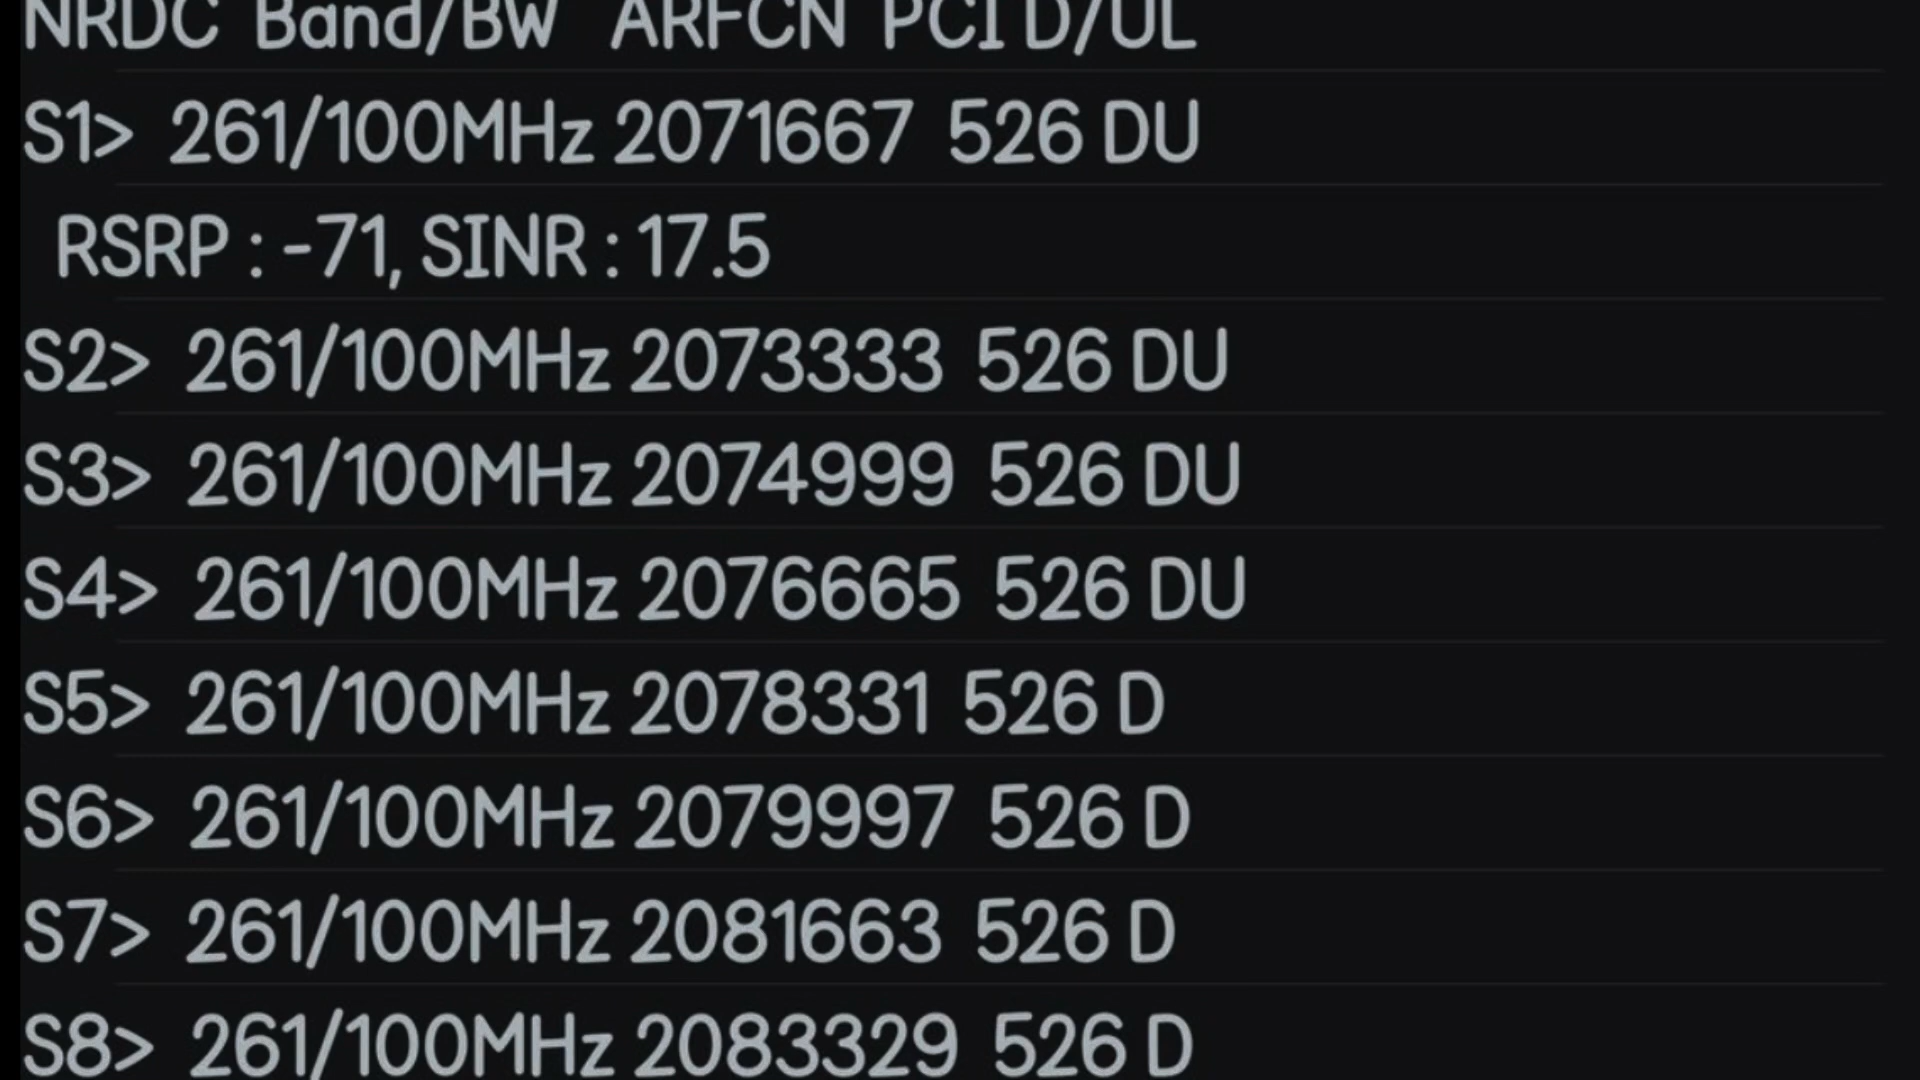 NRDC Band/BW ARFCN PCI D/UL
S1> 261/100MHz 2071667 526 DU
RSRP : -71, SINR : 17.5
S2> 261/100MHz 2073333 526 DU
S3> 261/100MHz 2074999 526 DU
S4> 261/100MHz 2076665 526 DU
S5> 261/100MHz 2078331 526 D
S6> 261/100MHz 2079997 526 D
S7> 261/100MHz 2081663 526 D
S8> 261/100MHz 2083329 526 D